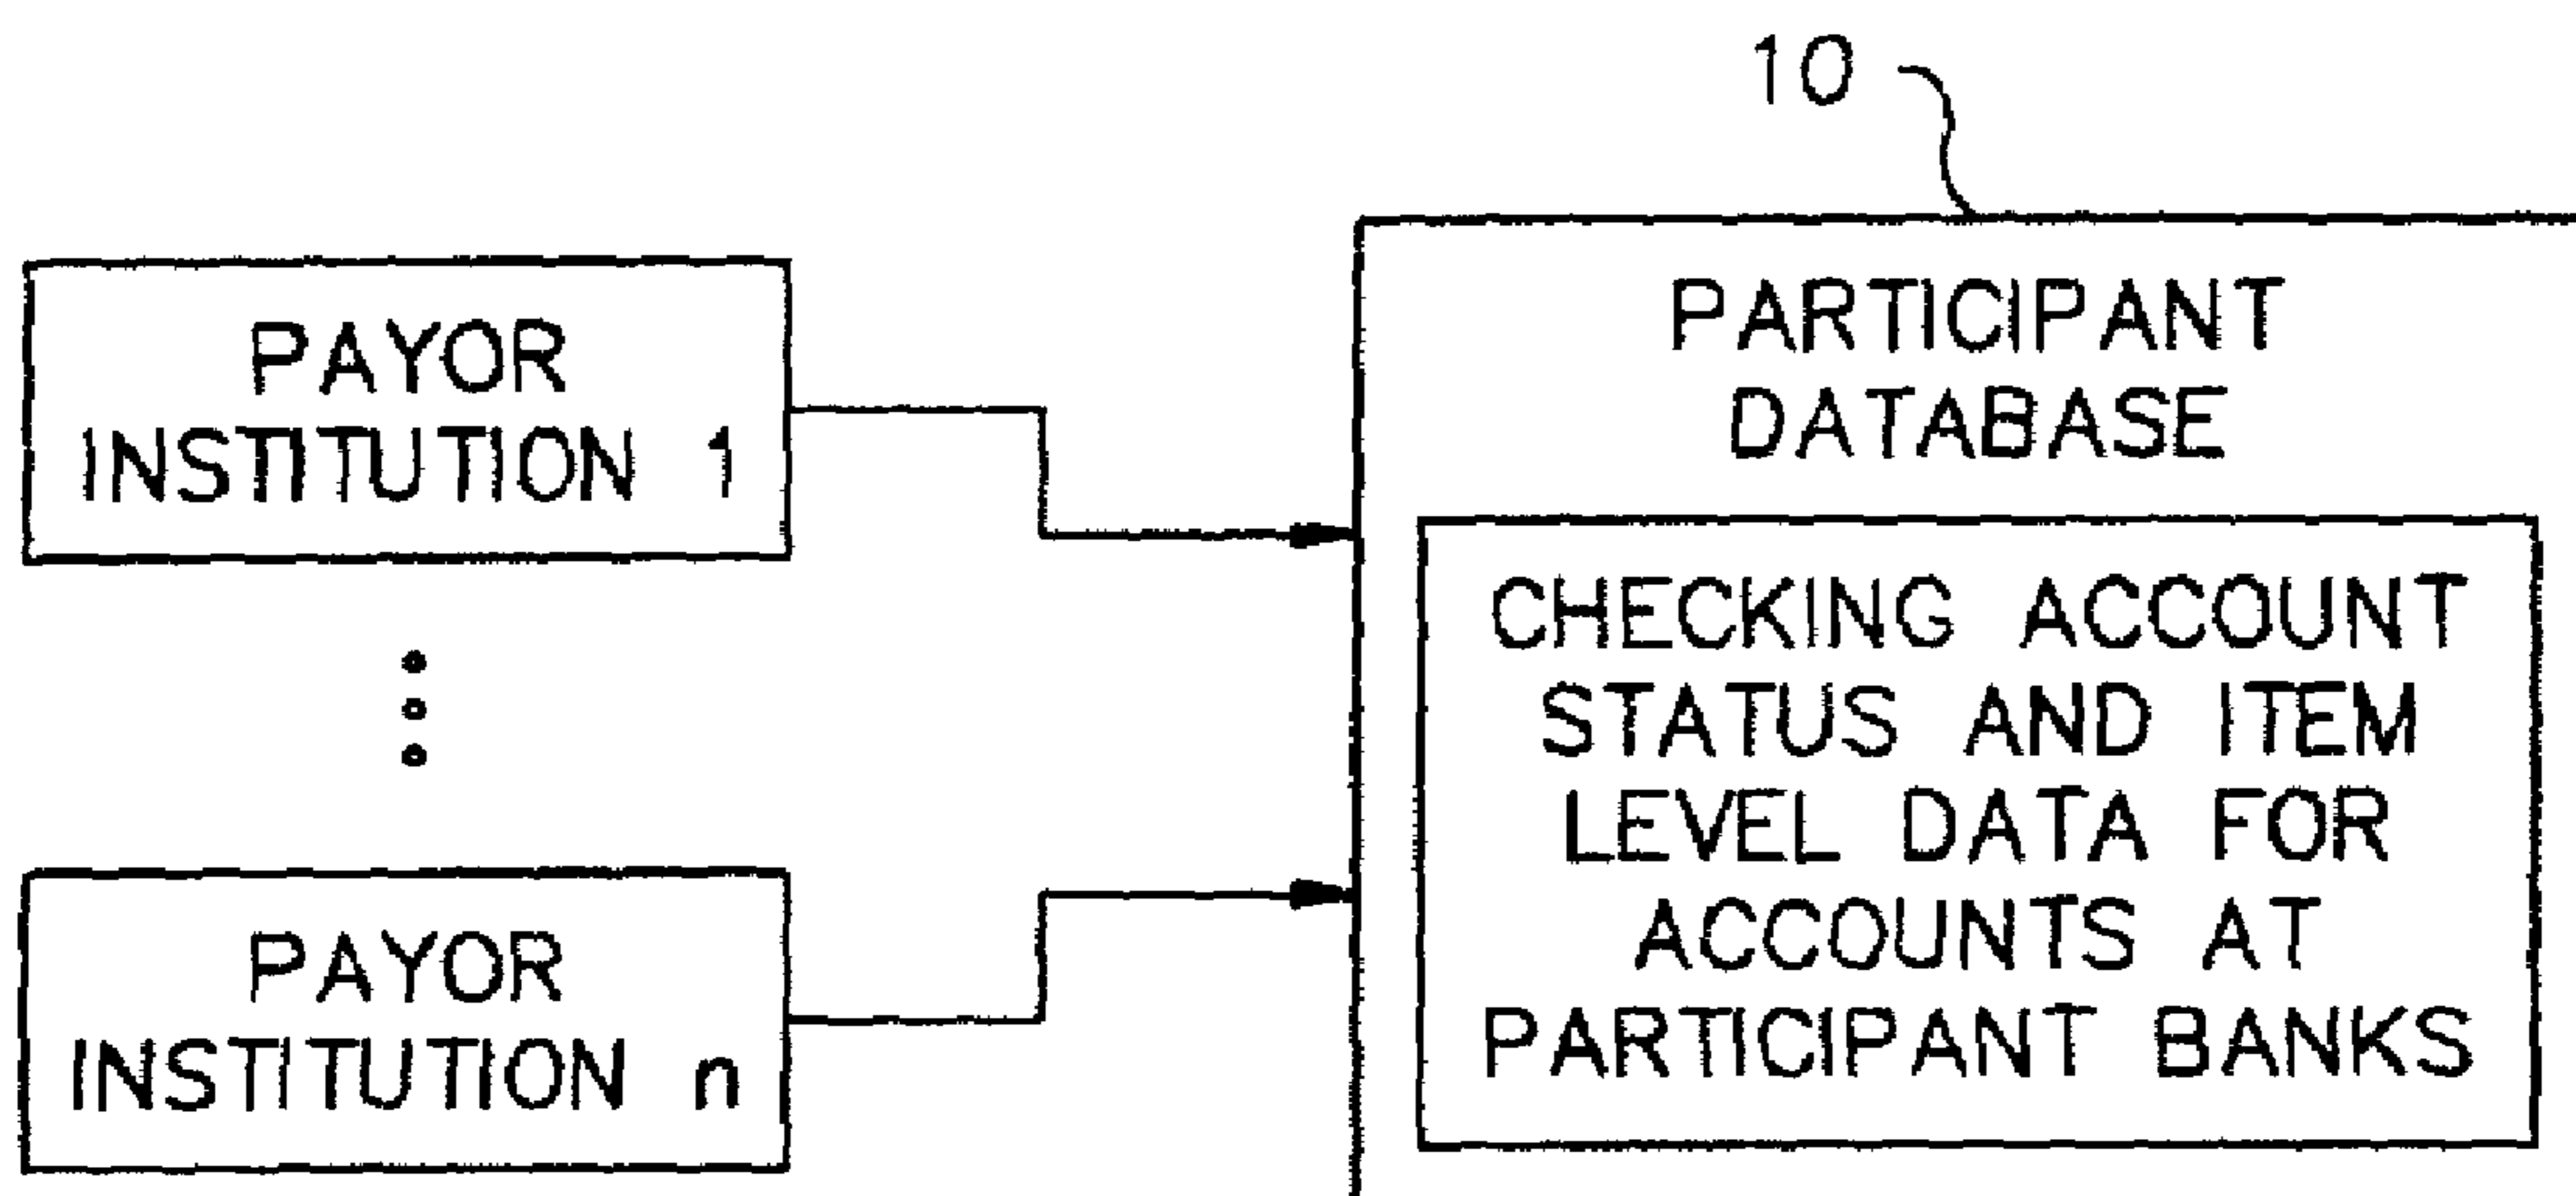 10
PAYOR
INSTITUTION 1
PAYOR
INSTITUTION n
PARTICIPANT
DATABASE
CHECKING ACCOUNT
STATUS AND ITEM
LEVEL DATA FOR
ACCOUNTS AT
PARTICIPANT BANKS